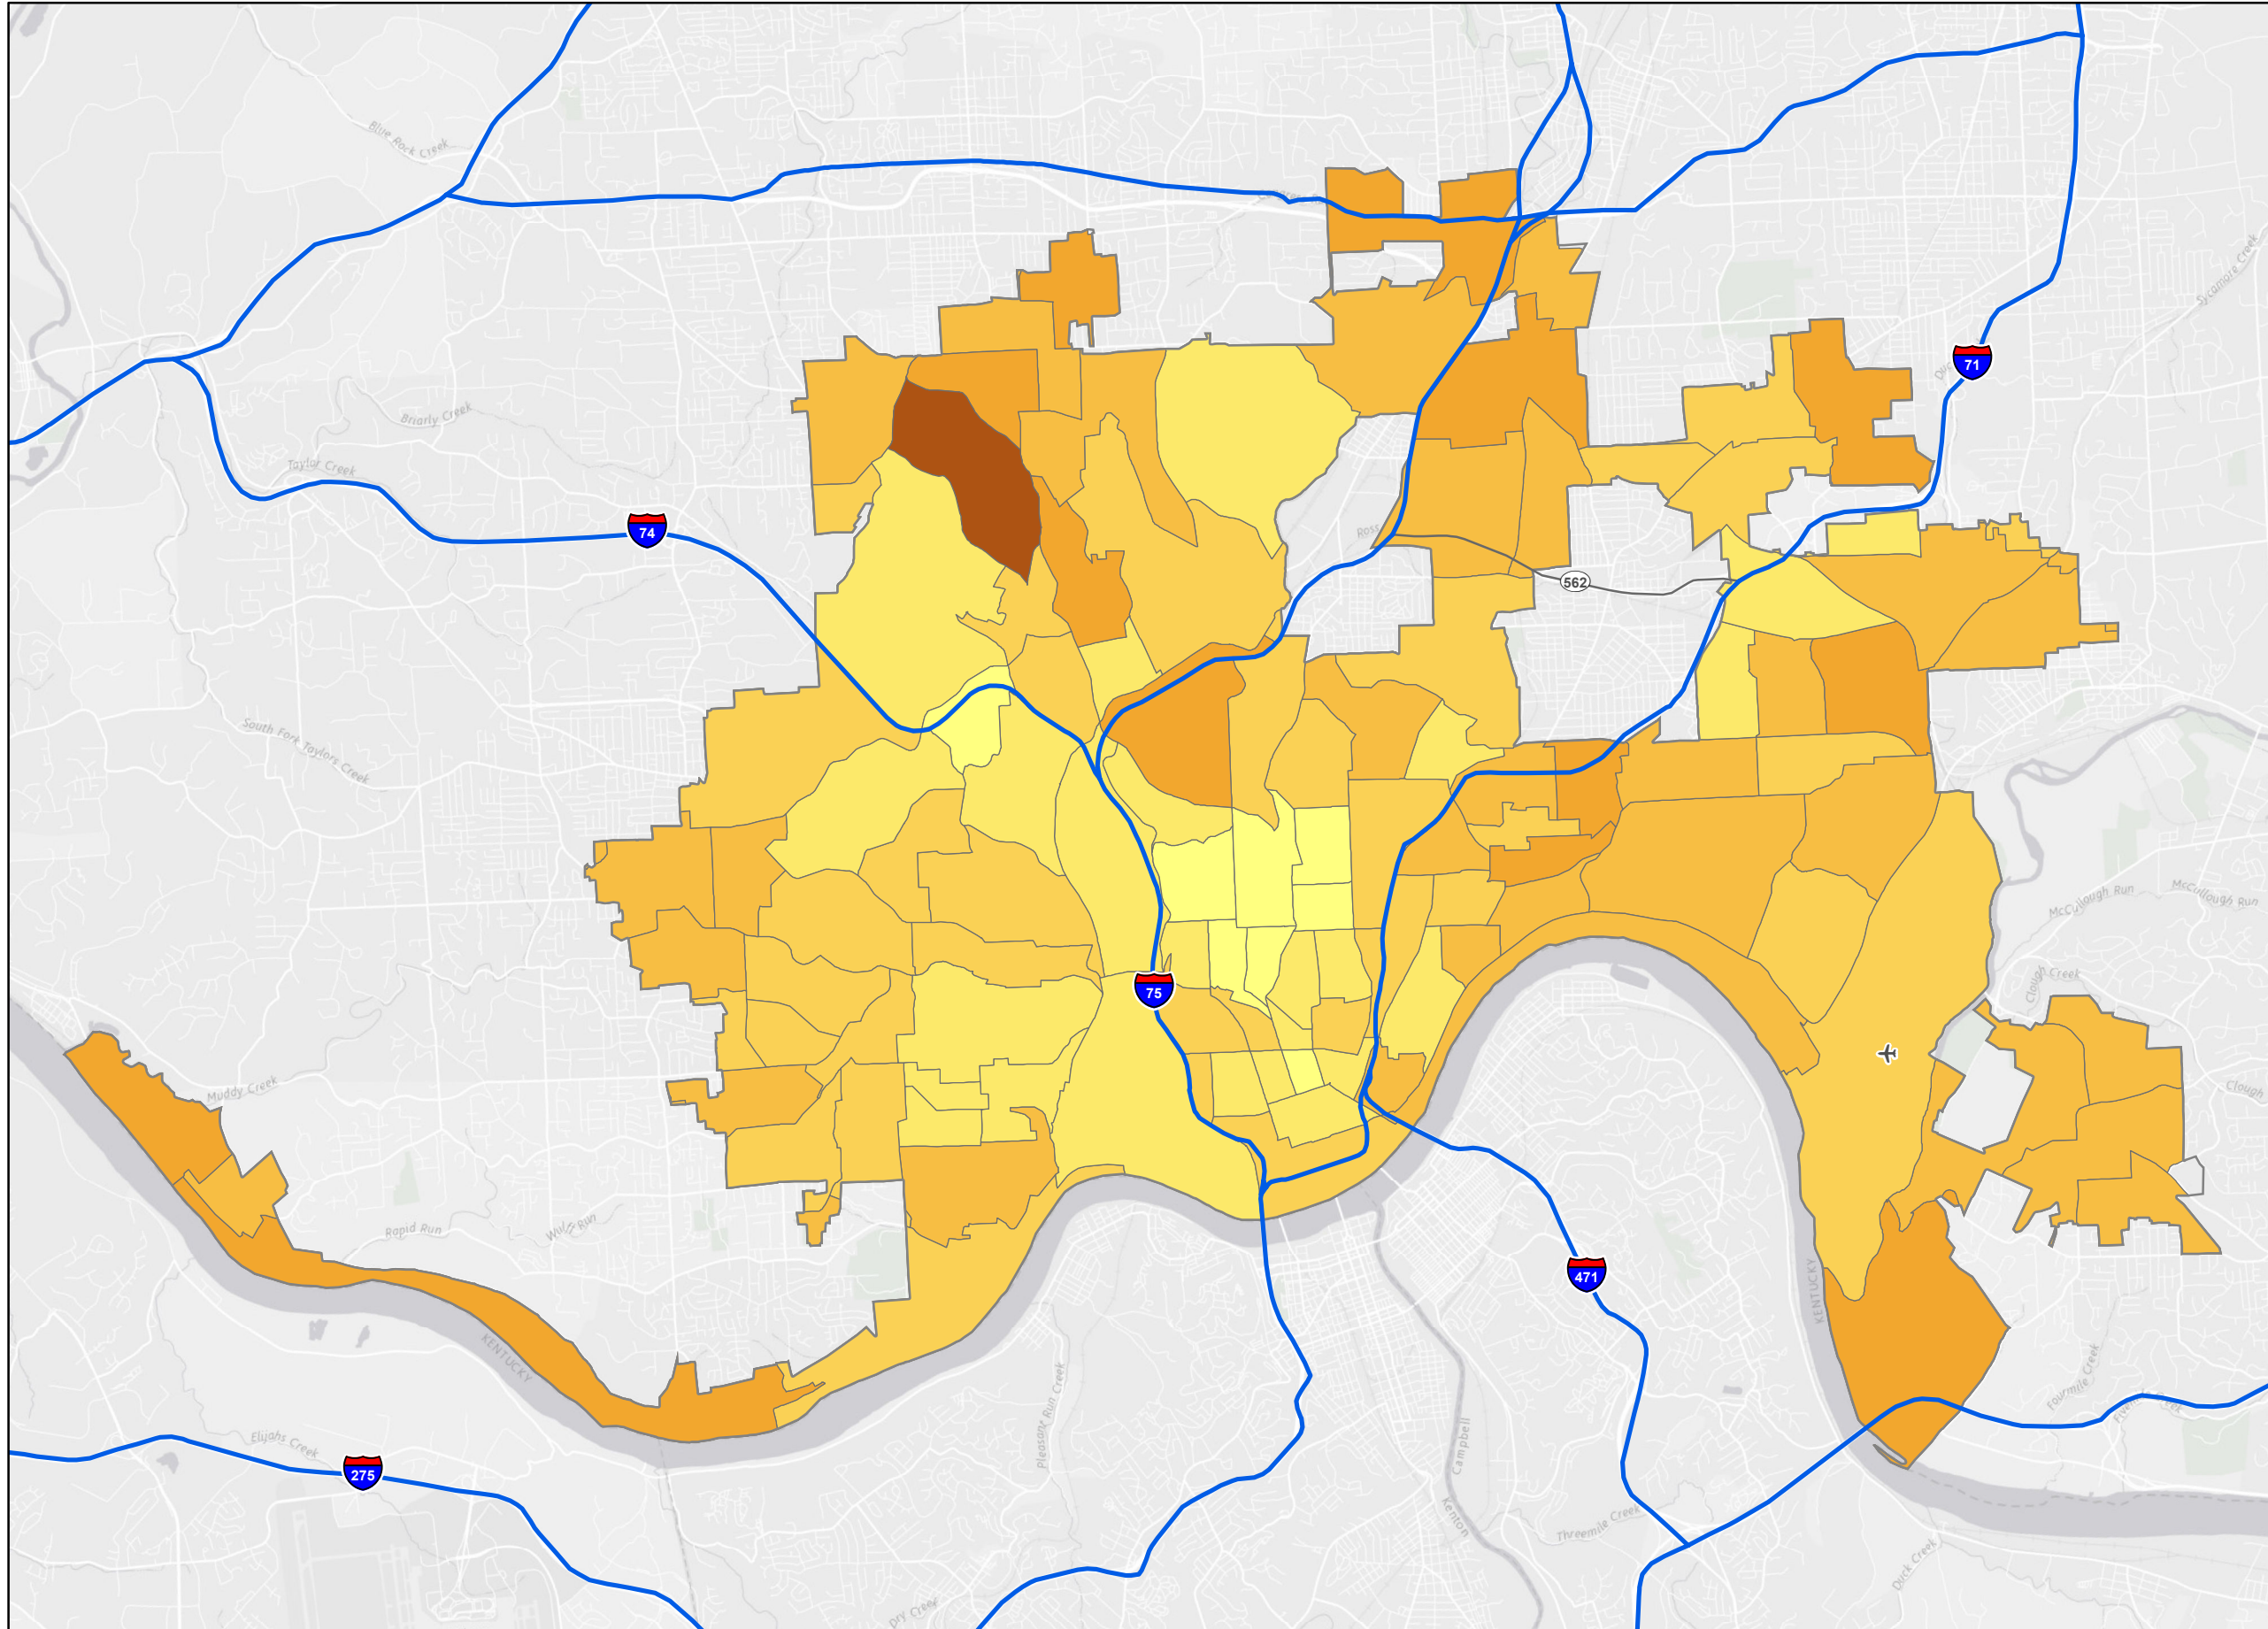 Blue Rock Creek
Sycamore Creek
71
Briarly Creek
Taylor Creek
74
Ross
562
South Fort Taylors Creek
McCullough Run
McCullough Run
75
Clough Creek
Muddy Creek
Clough
Rapid Run
Wulff Run
471
KENTUCKY
KENTUCKY
Pleasant Run Creek
Fourmile Creek
Campbell
Elijahs Creek
275
Kenton
Threemile Creek
Duck Creek
Dry Creek